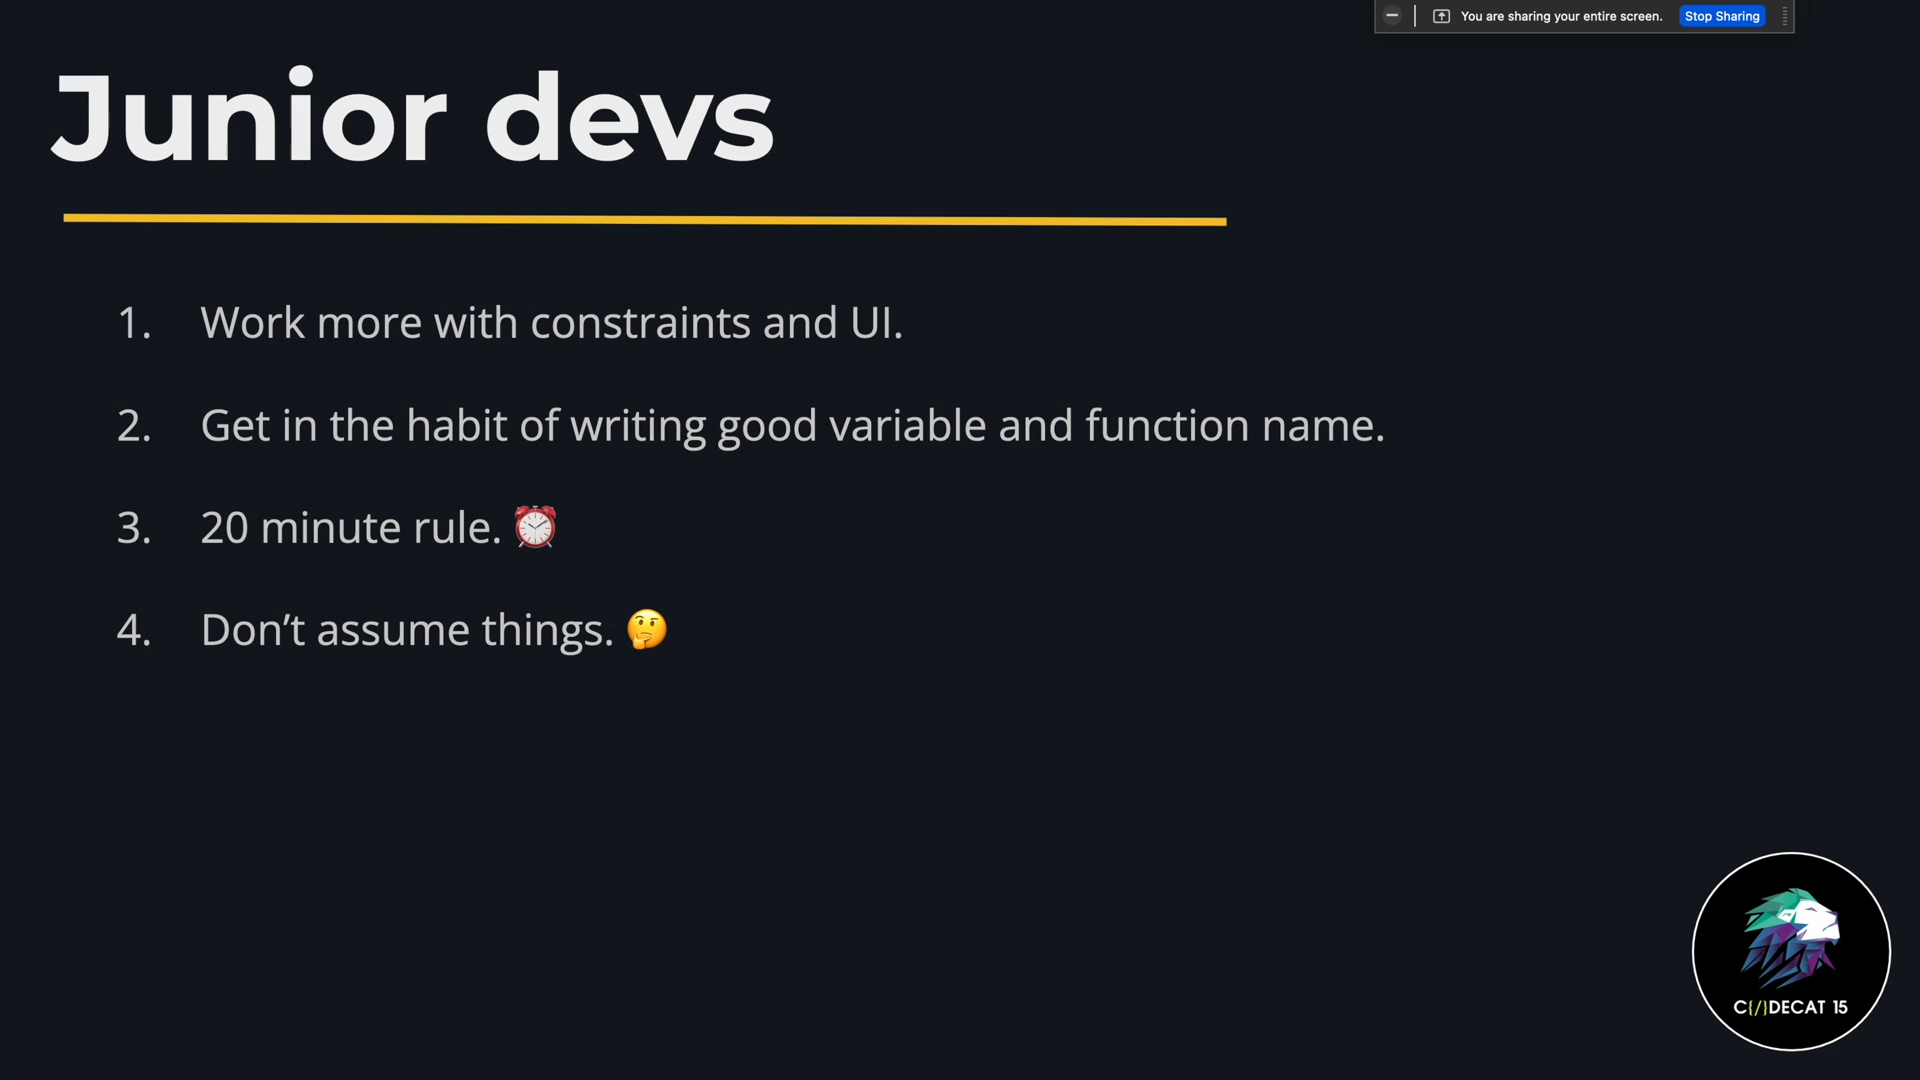 You are sharing your entire screen. Stop Sharing
Junior devs
1. Work more with constraints and UI.
2. Get in the habit of writing good variable and function name.
3. 20 minute rule. ⏰
4. Don’t assume things. 🤔
C{/}DECAT 15